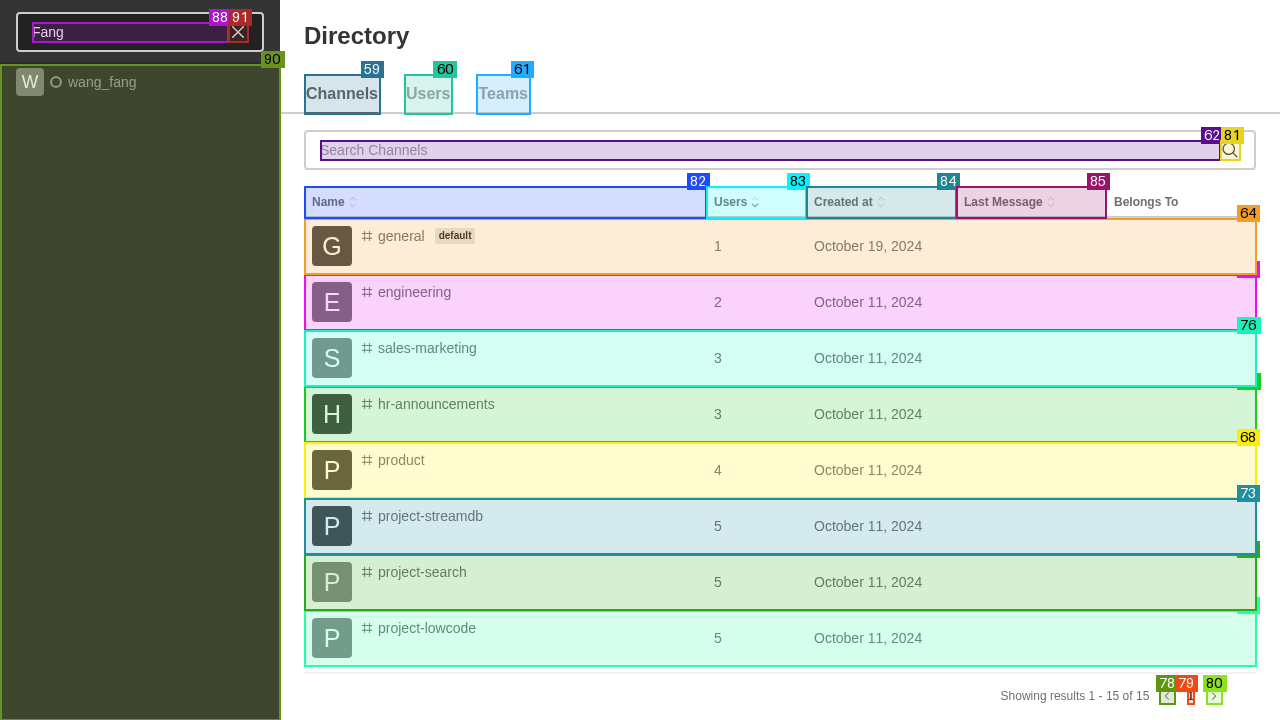 Fang
88
91
90
W wang_fang
Directory
59
60
61
Channels Users Teams
62
81
Search Channels
82
83
84
85
Name Users Created at Last Message Belongs To
64
G general default 1 October 19, 2024
E engineering 2 October 11, 2024
76
S sales-marketing 3 October 11, 2024
H hr-announcements 3 October 11, 2024
68
P product 4 October 11, 2024
73
P project-streamdb 5 October 11, 2024
P project-search 5 October 11, 2024
P project-lowcode 5 October 11, 2024
78
79
80
Showing results 1 - 15 of 15 1